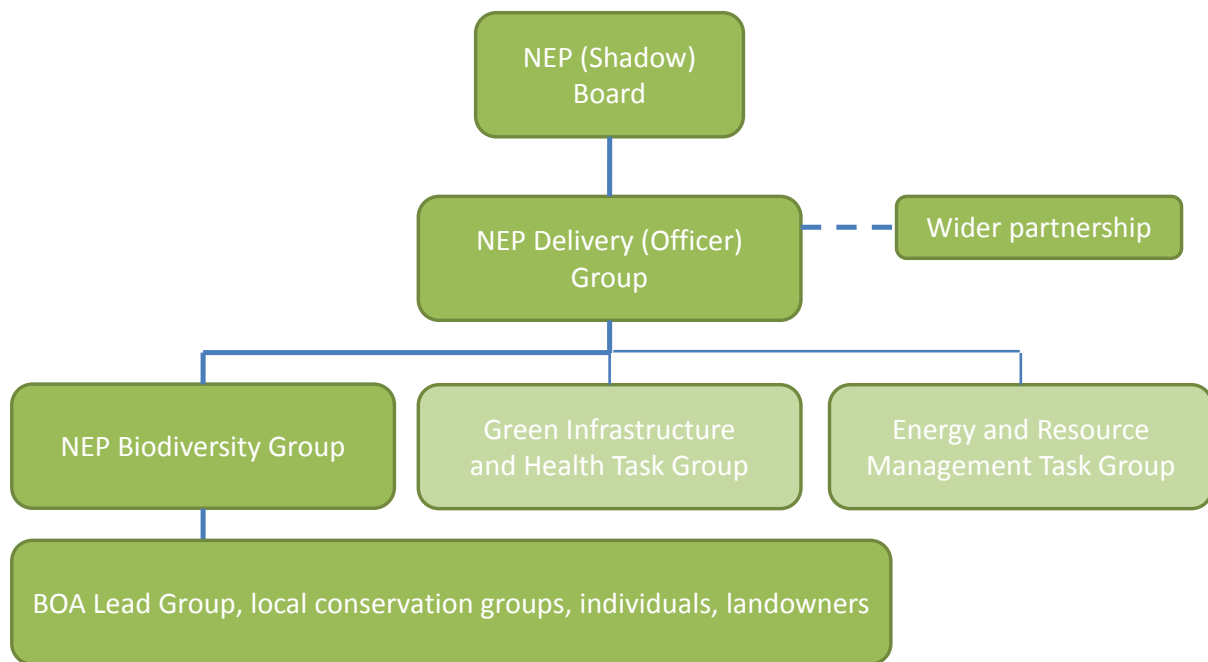 NEP (Shadow)
Board
NEP Delivery (Officer)
Group
Wider partnership
NEP Biodiversity Group
Green Infrastructure
and Health Task Group
Energy and Resource
Management Task Group
BOA Lead Group, local conservation groups, individuals, landowners